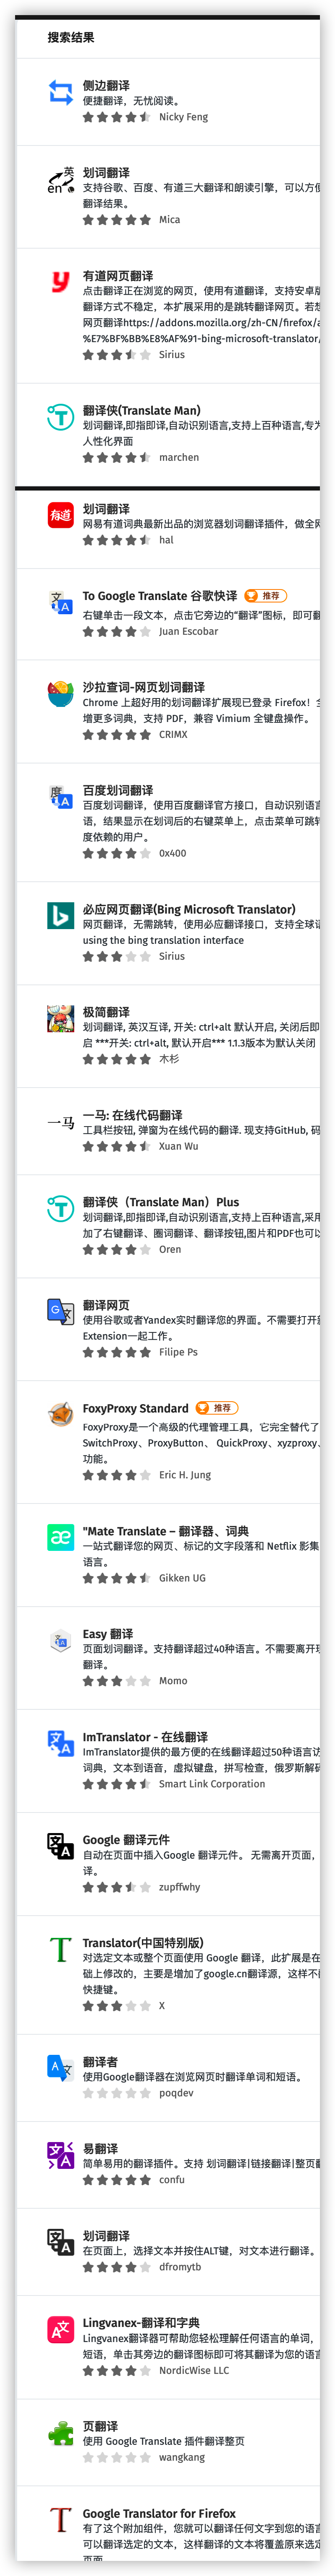 搜索结果
侧边翻译
便捷翻译，无忧阅读。
Nicky Feng
英
en
划词翻译
支持谷歌、百度、有道三大翻译和朗读引擎，可以方便
翻译结果。
Mica
y
有道网页翻译
点击翻译正在浏览的网页，使用有道翻译，支持安卓版
翻译方式不稳定，本扩展采用的是跳转翻译网页。若想
网页翻译https://addons.mozilla.org/zh-CN/firefox/a
%E7%BF%BB%E8%AF%91-bing-microsoft-translator/
Sirius
翻译侠(Translate Man)
划词翻译,即指即译,自动识别语言,支持上百种语言,专为
人性化界面
marchen
有道
划词翻译
网易有道词典最新出品的浏览器划词翻译插件，做全网
hal
文
A
To Google Translate 谷歌快译
推荐
右键单击一段文本，点击它旁边的“翻译”图标，即可翻
Juan Escobar
沙拉查词-网页划词翻译
Chrome 上超好用的划词翻译扩展现已登录 Firefox！全
增更多词典，支持 PDF，兼容 Vimium 全键盘操作。
CRIMX
度
A
百度划词翻译
百度划词翻译，使用百度翻译官方接口，自动识别语言
语，结果显示在划词后的右键菜单上，点击菜单可跳转
度依赖的用户。
0x400
b
必应网页翻译(Bing Microsoft Translator)
网页翻译，无需跳转，使用必应翻译接口，支持全球语
using the bing translation interface
Sirius
极简翻译
划词翻译, 英汉互译, 开关: ctrl+alt 默认开启, 关闭后即
启 ***开关: ctrl+alt, 默认开启*** 1.1.3版本为默认关闭
木杉
一马
一马: 在线代码翻译
工具栏按钮, 弹窗为在线代码的翻译. 现支持GitHub, 码
Xuan Wu
翻译侠（Translate Man）Plus
划词翻译,即指即译,自动识别语言,支持上百种语言,采用
加了右键翻译、圈词翻译、翻译按钮,图片和PDF也可以
Oren
G
文
翻译网页
使用谷歌或者Yandex实时翻译您的界面。不需要打开新
Extension一起工作。
Filipe Ps
FoxyProxy Standard
推荐
FoxyProxy是一个高级的代理管理工具，它完全替代了
SwitchProxy、ProxyButton、 QuickProxy、xyzproxy、
功能。
Eric H. Jung
æ
"Mate Translate – 翻译器、词典
一站式翻译您的网页、标记的文字段落和 Netflix 影集
语言。
Gikken UG
Easy 翻译
页面划词翻译。支持翻译超过40种语言。不需要离开现
翻译。
Momo
文
A
ImTranslator - 在线翻译
ImTranslator提供的最方便的在线翻译超过50种语言访
词典，文本到语音，虚拟键盘，拼写检查，俄罗斯解码
Smart Link Corporation
文
A
Google 翻译元件
自动在页面中插入Google 翻译元件。 无需离开页面，
译。
zupffwhy
T
Translator(中国特别版)
对选定文本或整个页面使用 Google 翻译，此扩展是在
础上修改的，主要是增加了google.cn翻译源，这样不
快捷键。
X
A
文
翻译者
使用Google翻译器在浏览网页时翻译单词和短语。
poqdev
文
A
易翻译
简单易用的翻译插件。支持 划词翻译|链接翻译|整页翻
confu
文
A
划词翻译
在页面上，选择文本并按住ALT键，对文本进行翻译。
dfromytb
Lingvanex-翻译和字典
Lingvanex翻译器可帮助您轻松理解任何语言的单词，
短语，单击其旁边的翻译图标即可将其翻译为您的语言
NordicWise LLC
页翻译
使用 Google Translate 插件翻译整页
wangkang
T
Google Translator for Firefox
有了这个附加组件，您就可以翻译任何文字到您的语言
可以翻译选定的文本，这样翻译的文本将覆盖原来选定
页面